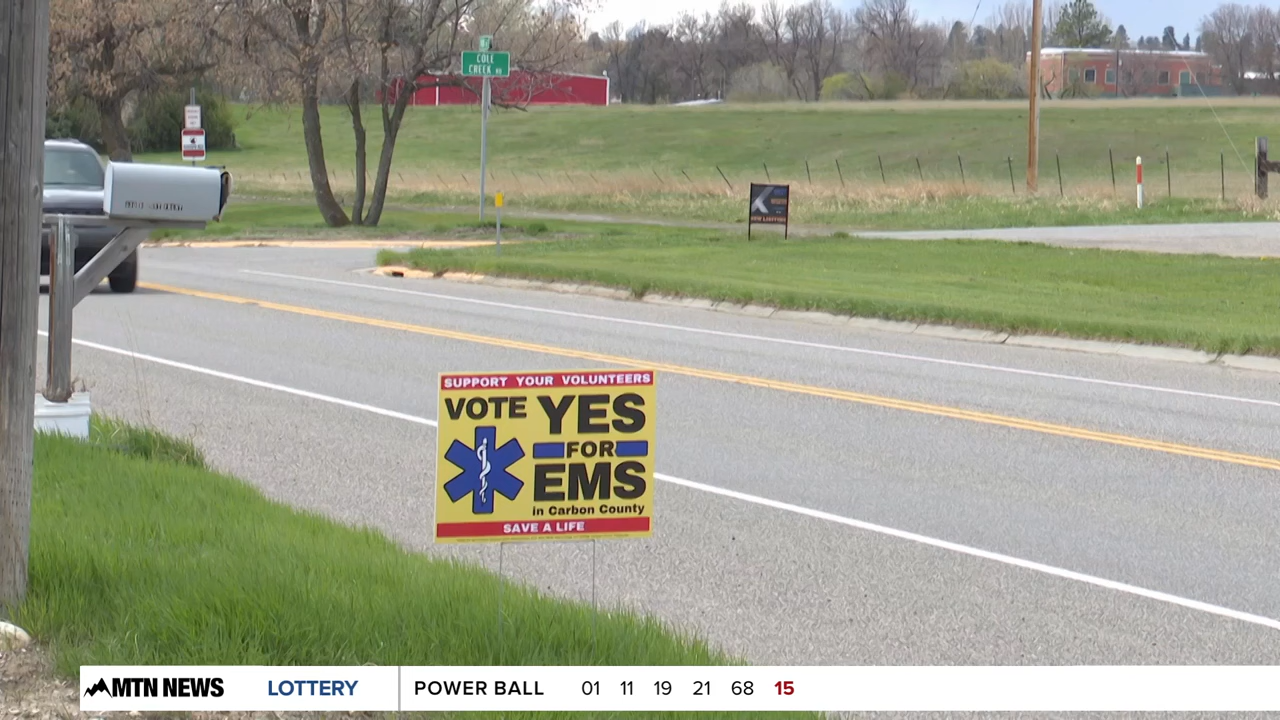 COLE
CREEK RD
SUPPORT YOUR VOLUNTEERS
VOTE YES
FOR
EMS
in Carbon County
SAVE A LIFE
MTN NEWS LOTTERY POWER BALL 01 11 19 21 68 15